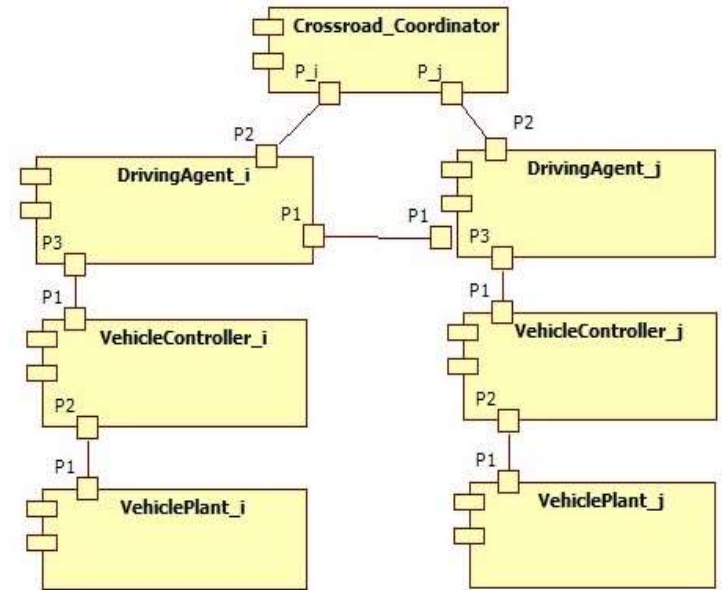 Crossroad_Coordinator
P_i
P_j
P2
P2
DrivingAgent_i
DrivingAgent_j
P1
P1
P3
P3
P1
P1
VehicleController_i
VehicleController_j
P2
P2
P1
P1
VehiclePlant_i
VehiclePlant_j